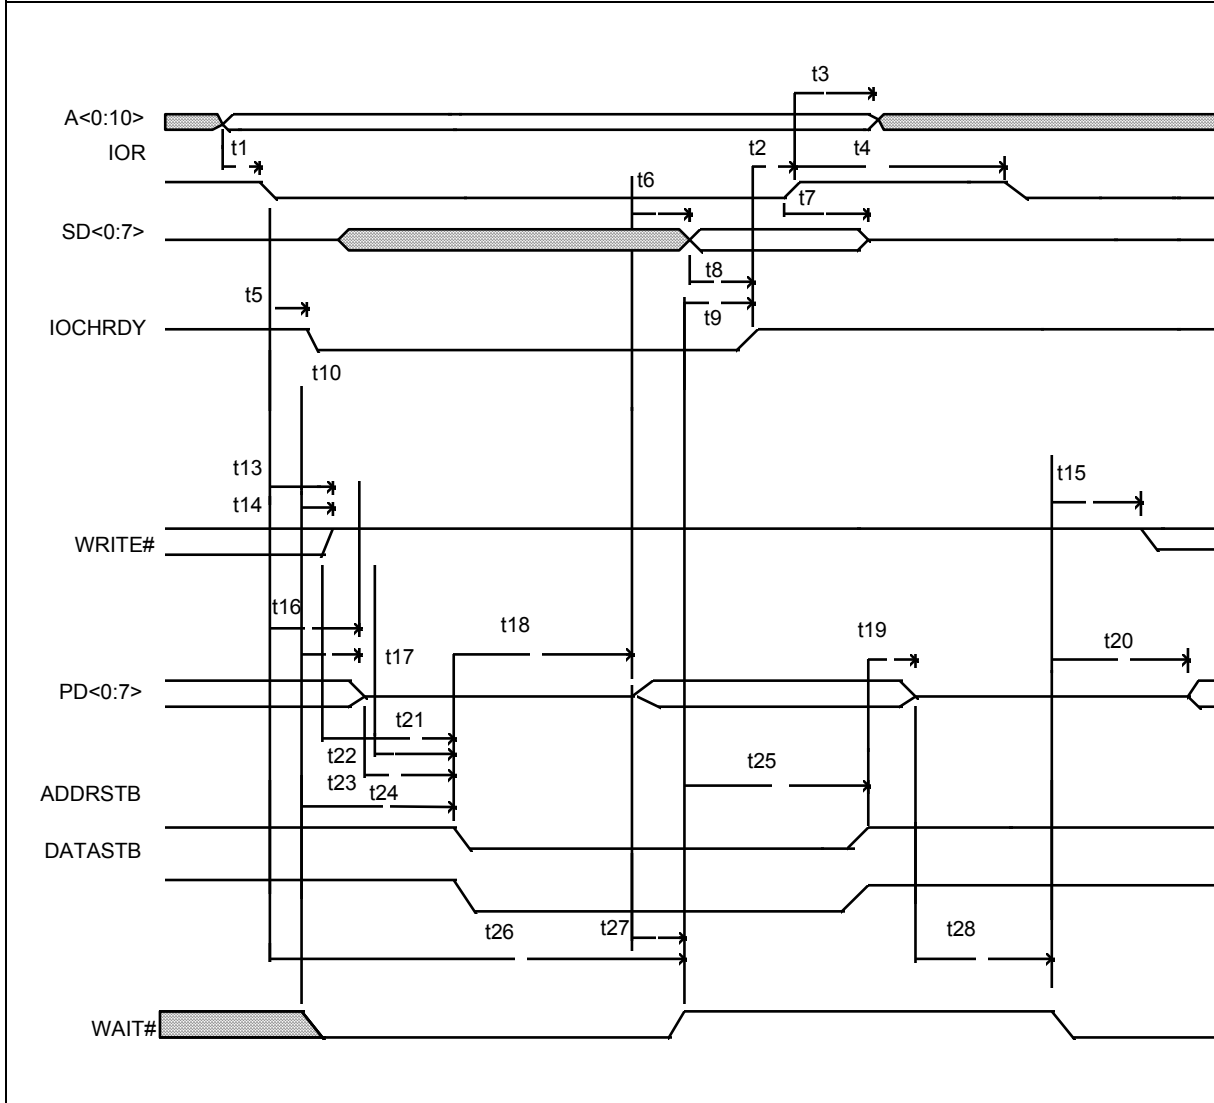 t3
A<0:10>
t1
t2
t4
IOR
t6
t7
SD<0:7>
t8
t5
t9
IOCHRDY
t10
t13
t15
t14
WRITE#
t16
t18
t19
t20
t17
PD<0:7>
t21
t22
t25
t23
t24
ADDRSTB
DATASTB
t26
t27
t28
WAIT#